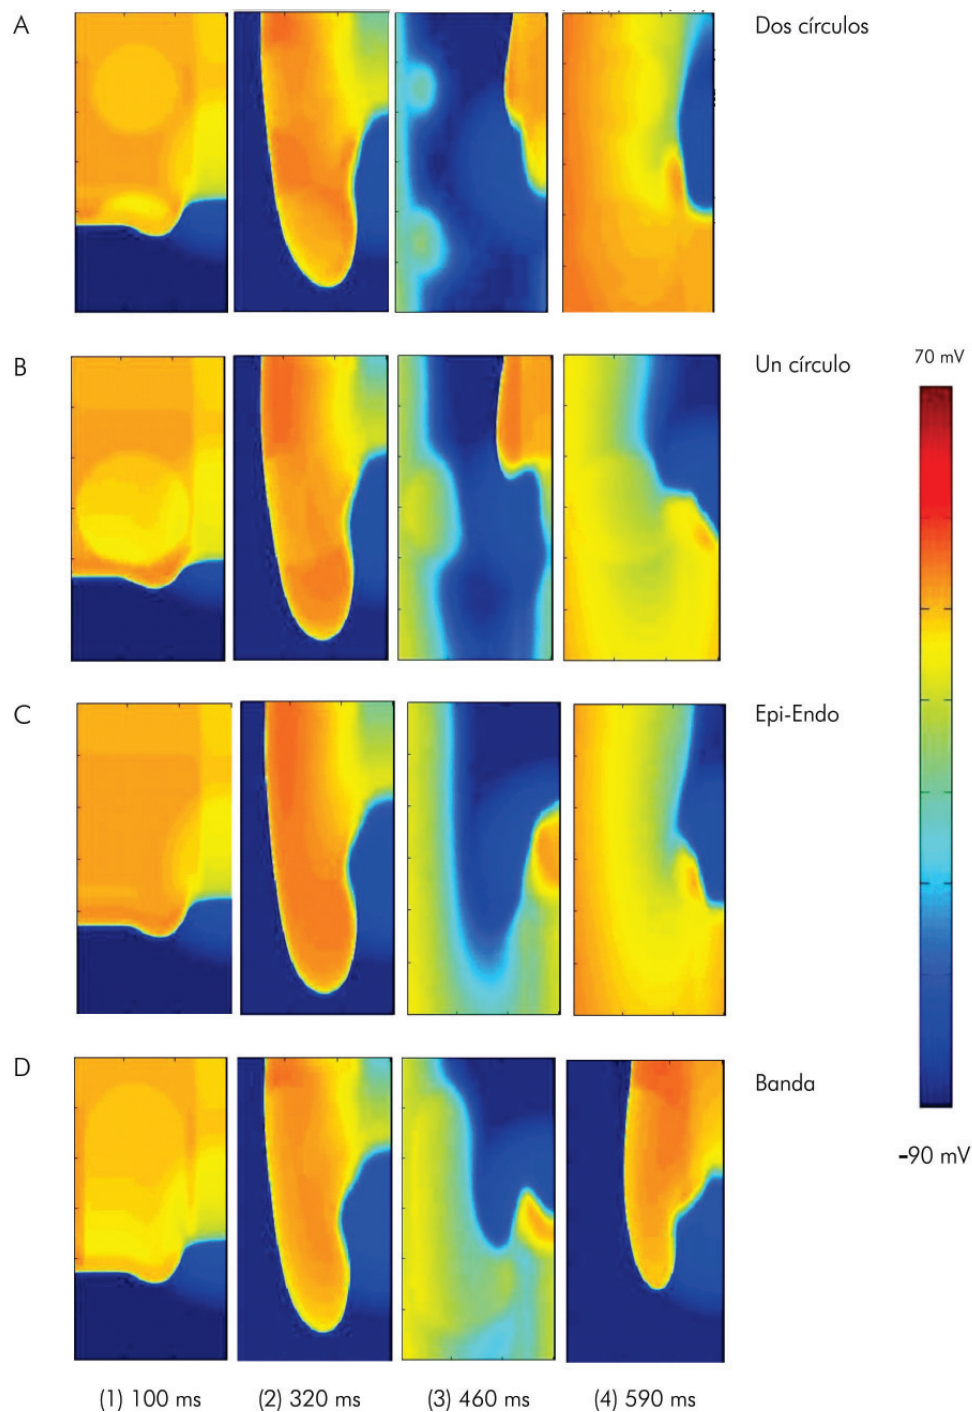 A
Dos círculos
B
Un círculo
70 mV
C
Epi-Endo
D
Banda
-90 mV
(1) 100 ms
(2) 320 ms
(3) 460 ms
(4) 590 ms